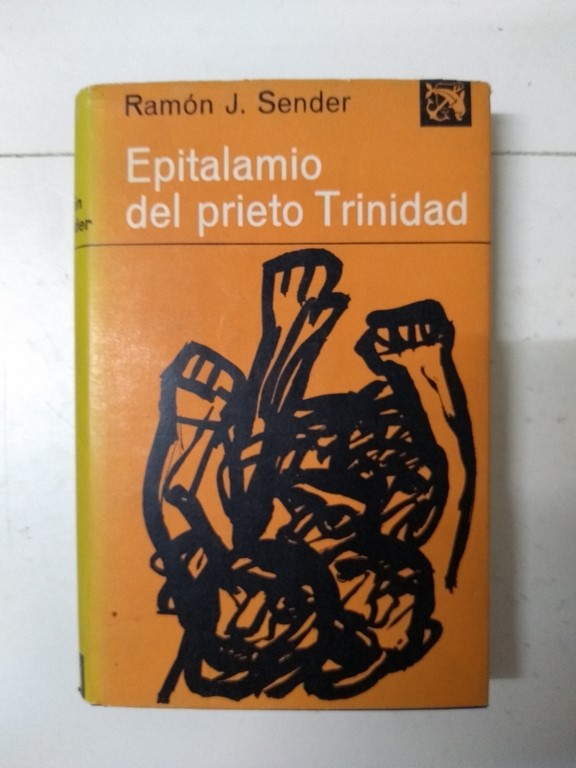 Ramón J. Sender
Epitalamio
del prieto Trinidad